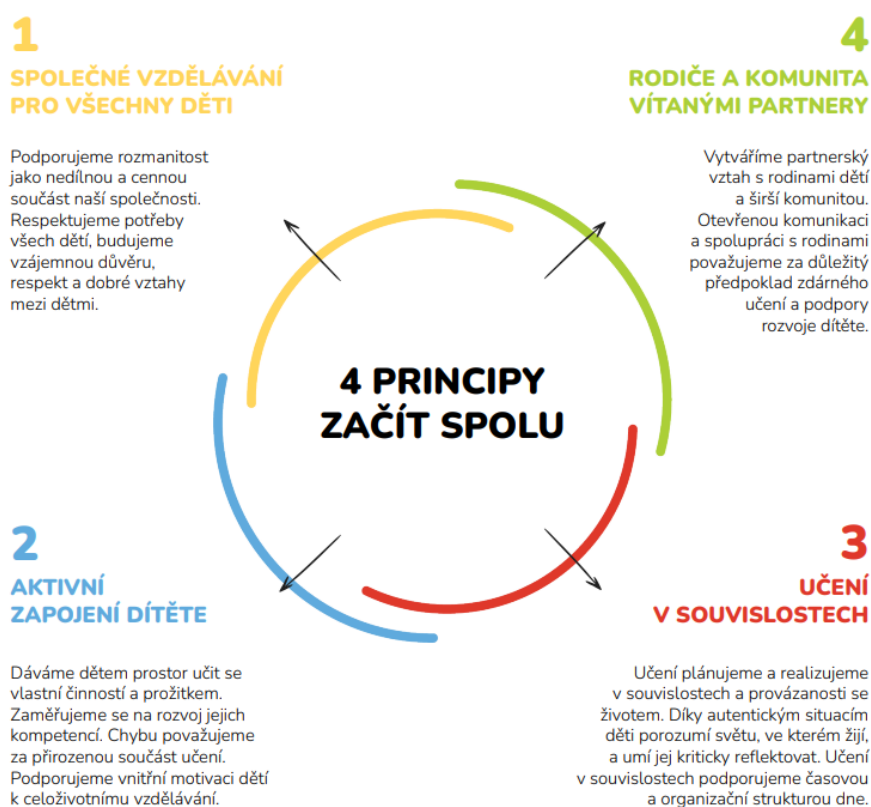 1
SPOLEČNÉ VZDĚLÁVÁNÍ
PRO VŠECHNY DĚTI
Podporujeme rozmanitost
jako nedílnou a cennou
součást naší společnosti.
Respektujeme potřeby
všech dětí, budujeme
vzájemnou důvěru,
respekt a dobré vztahy
mezi dětmi.
4
RODIČE A KOMUNITA
VÍTANÝMI PARTNERY
Vytváříme partnerský
vztah s rodinami dětí
a širší komunitou.
Otevřenou komunikaci
a spolupráci s rodinami
považujeme za důležitý
předpoklad zdárného
učení a podpory
rozvoje dítěte.
4 PRINCIPY
ZAČÍT SPOLU
2
AKTIVNÍ
ZAPOJENÍ DÍTĚTE
Dáváme dětem prostor učit se
vlastní činností a prožitkem.
Zaměřujeme se na rozvoj jejich
kompetencí. Chybu považujeme
za přirozenou součást učení.
Podporujeme vnitřní motivaci dětí
k celoživotnímu vzdělávání.
3
UČENÍ
V SOUVISLOSTECH
Učení plánujeme a realizujeme
v souvislostech a provázanosti se
životem. Díky autentickým situacím
děti porozumí světu, ve kterém žijí,
a umí jej kriticky reflektovat. Učení
v souvislostech podporujeme časovou
a organizační strukturou dne.